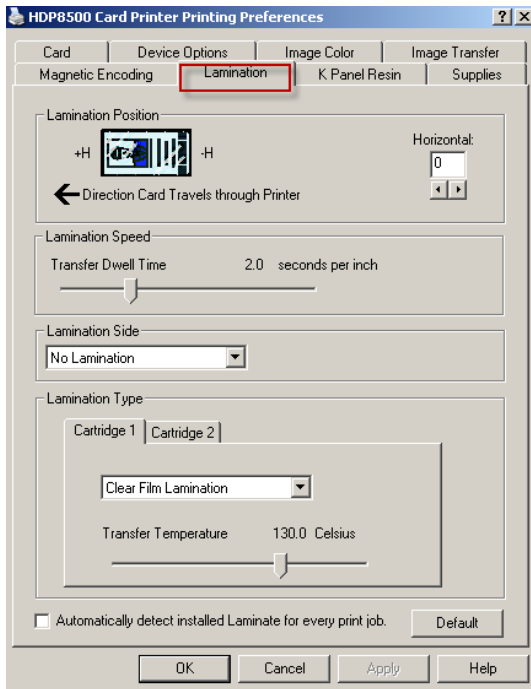 HDP8500 Card Printer Printing Preferences
Card Device Options Image Color Image Transfer
Magnetic Encoding Lamination K Panel Resin Supplies
Lamination Position
Horizontal:
+H -H
0
Direction Card Travels through Printer
Lamination Speed
Transfer Dwell Time 2.0 seconds per inch
Lamination Side
No Lamination
Lamination Type
Cartridge 1 Cartridge 2
Clear Film Lamination
Transfer Temperature 130.0 Celsius
Automatically detect installed Laminate for every print job.
Default
OK Cancel Apply Help